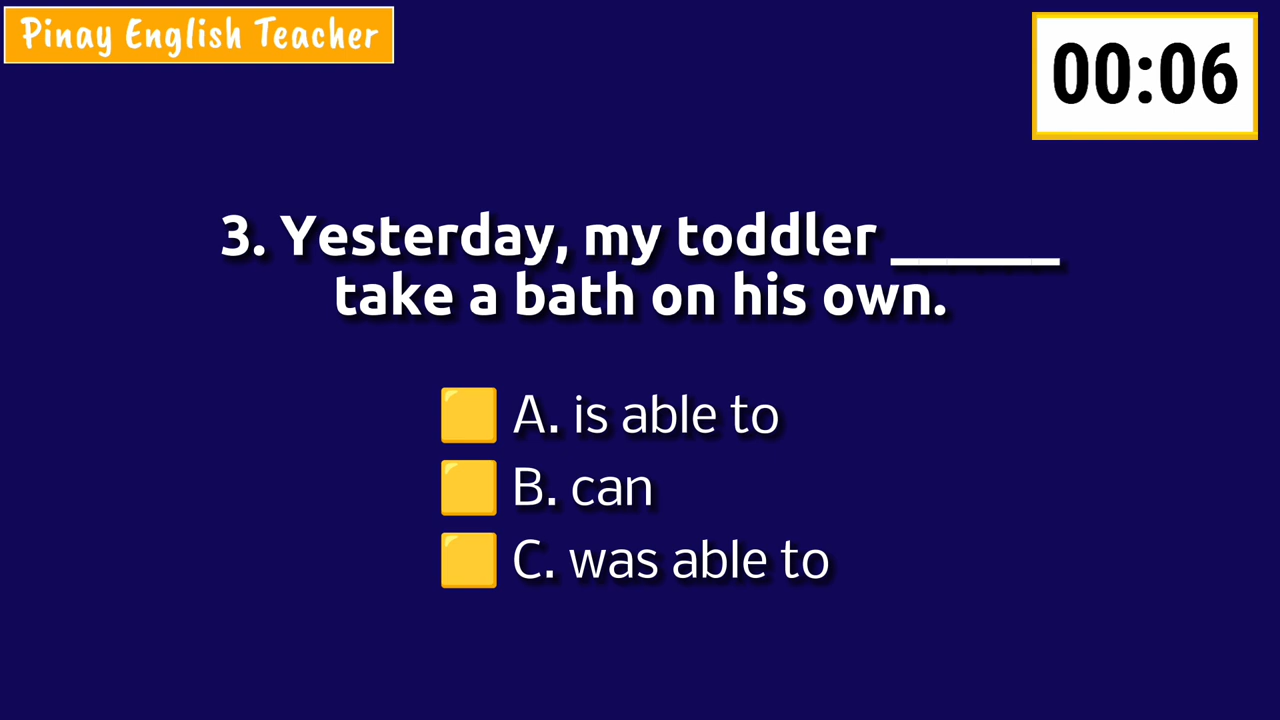 Pinay English Teacher
00:06
3. Yesterday, my toddler ______
take a bath on his own.
A. is able to
B. can
C. was able to